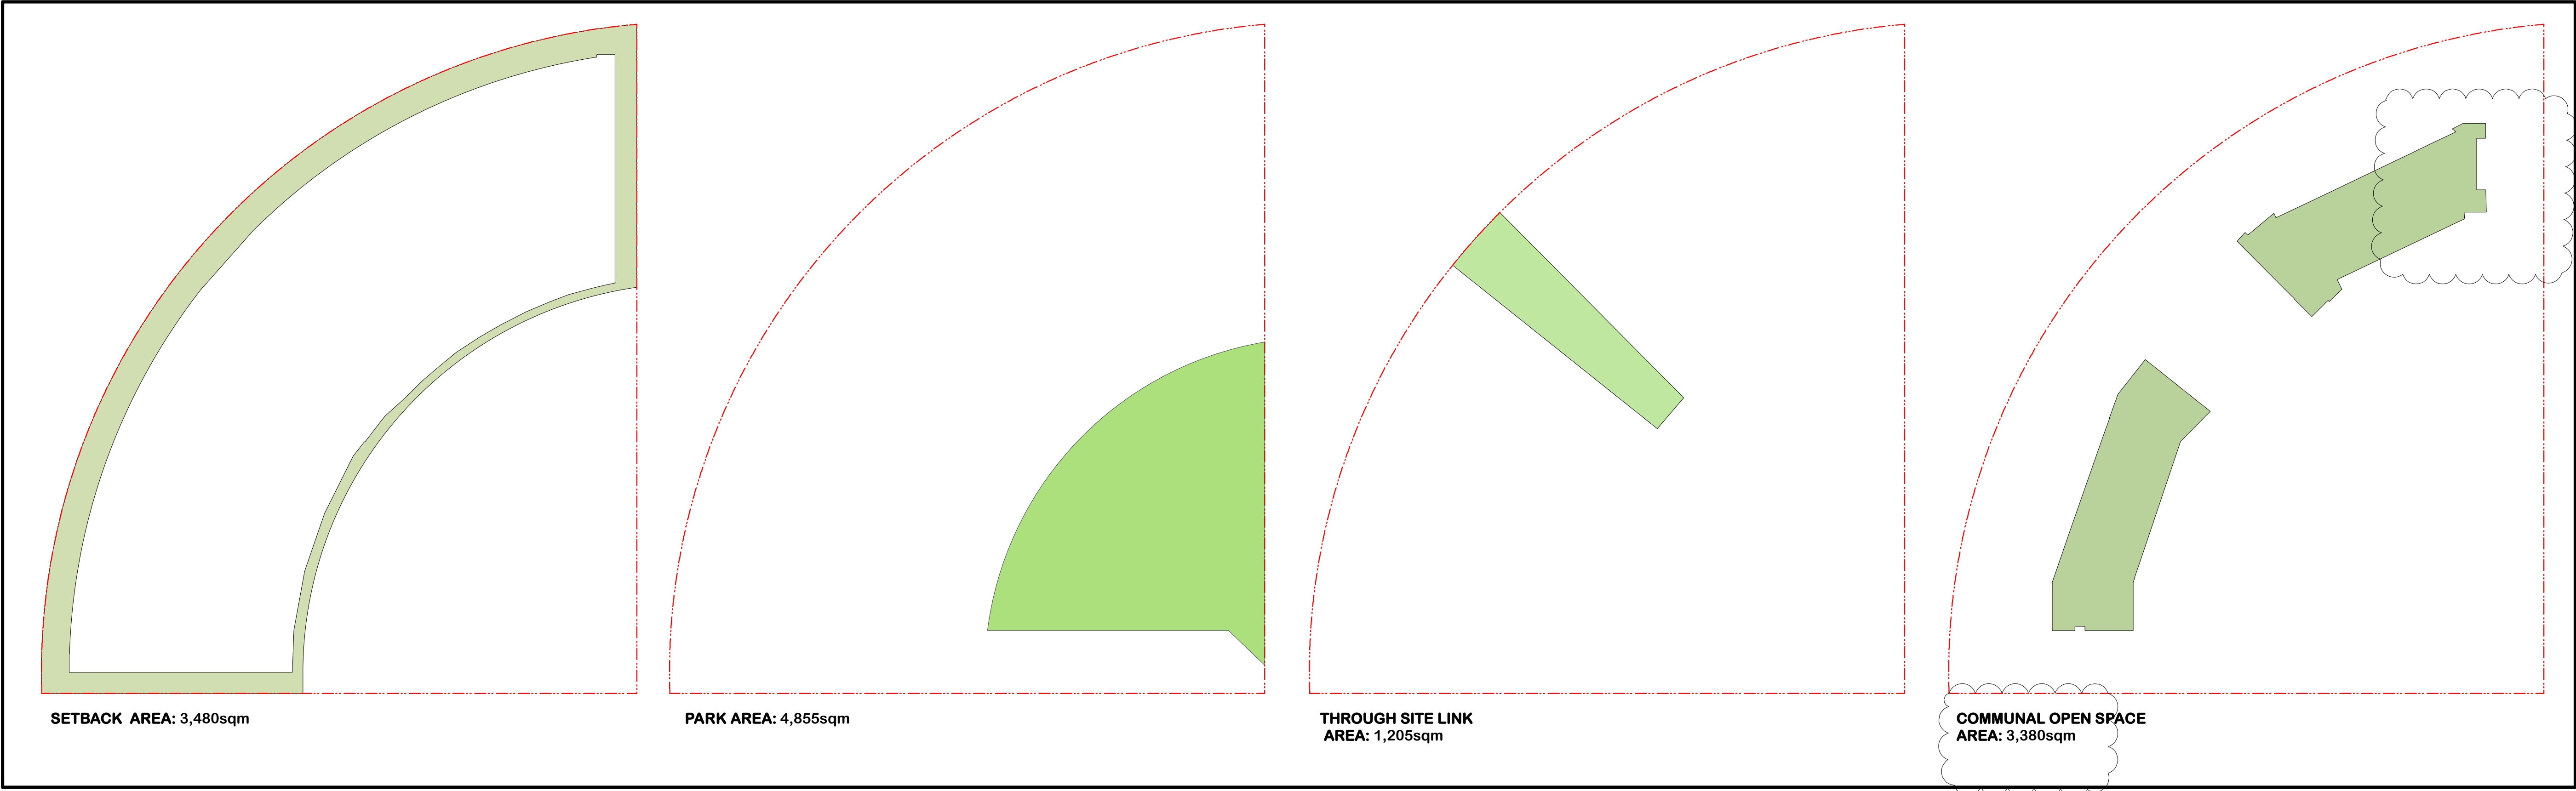 SETBACK AREA: 3,480sqm
PARK AREA: 4,855sqm
THROUGH SITE LINK
AREA: 1,205sqm
COMMUNAL OPEN SPACE
AREA: 3,380sqm